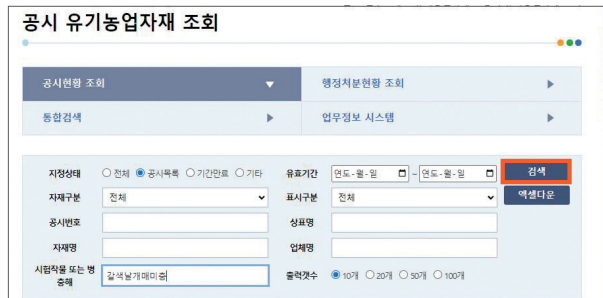 공시 유기농업자재 조회
공시현황 조회 행정처분현황 조회
통합검색 업무정보 시스템
지정상태 전체 공시목록 기간만료 기타 유효기간 연도-월-일 ~ 연도-월-일 검색
자재구분 전체 표시구분 전체 엑셀다운
공시번호 상표명
자재명 업체명
시험작물 또는 병
충해 갈색날개매미충 출력갯수 10개 20개 50개 100개